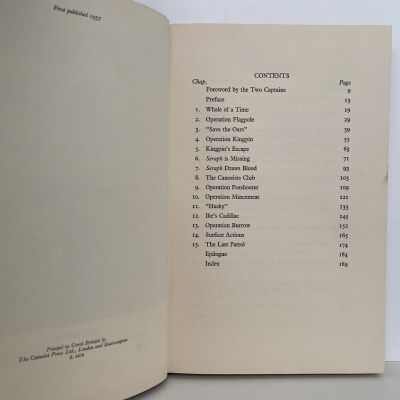 First published 1957
Printed in Great Britain by
The Camelot Press Ltd., London and Southampton
CONTENTS
Chap. Page
Foreword by the Two Captains 9
Preface 13
1. Whale of a Time 19
2. Operation Flagpole 29
3. "Save the Oars" 39
4. Operation Kingpin 55
5. Kingpin's Escape 63
6. Seraph is Missing 71
7. Seraph Draws Blood 93
8. The Canoeists Club 103
9. Operation Peashooter 109
10. Operation Mincemeat 121
11. "Husky" 133
12. Ike's Cadillac 145
13. Operation Burrow 152
14. Surface Actions 165
15. The Last Patrol 174
Epilogue 184
Index 189